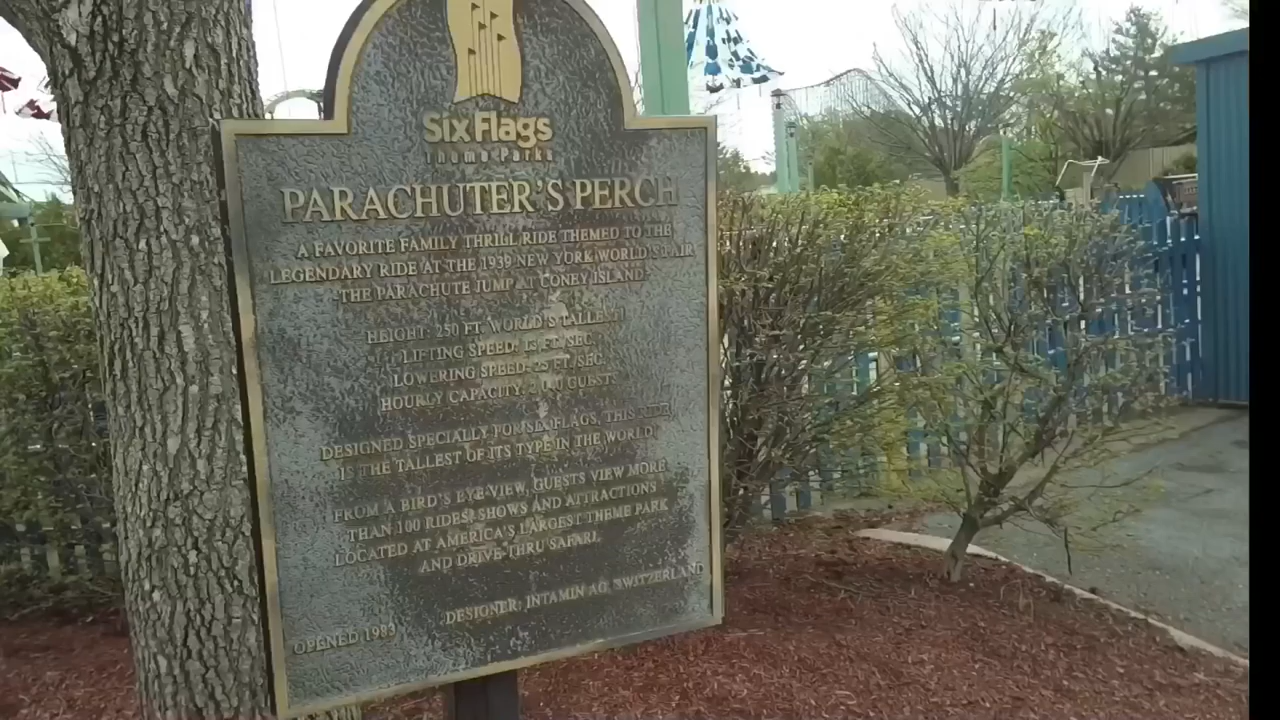 Six Flags
Theme Parks
PARACHUTER'S PERCH
A FAVORITE FAMILY THRILL RIDE THEMED TO THE
LEGENDARY RIDE AT THE 1939 NEW YORK WORLD'S FAIR
"THE PARACHUTE JUMP AT CONEY ISLAND."
HEIGHT: 250 FT. WORLD'S TALLEST!
LIFTING SPEED: 13 FT./SEC.
LOWERING SPEED: 25 FT./SEC.
HOURLY CAPACITY: GUESTS
DESIGNED SPECIALLY FOR SIX FLAGS, THIS RIDE
IS THE TALLEST OF ITS TYPE IN THE WORLD!
FROM A BIRD'S EYE VIEW, GUESTS VIEW MORE
THAN 100 RIDES, SHOWS AND ATTRACTIONS
LOCATED AT AMERICA'S LARGEST THEME PARK
AND DRIVE-THRU SAFARI.
DESIGNER: INTAMIN AG, SWITZERLAND
OPENED 1983